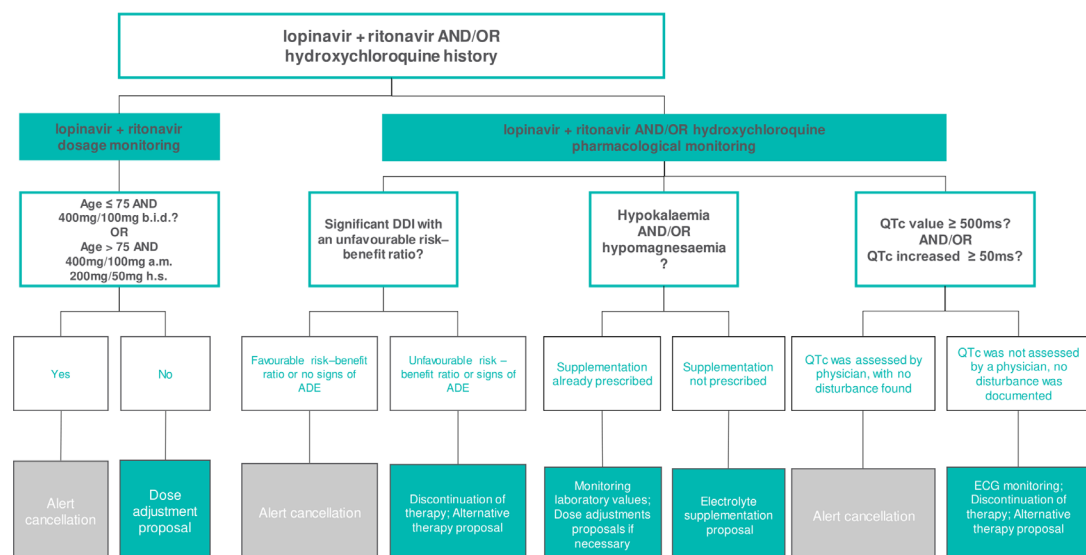 lopinavir + ritonavir AND/OR
hydroxychloroquine history
lopinavir + ritonavir
dosage monitoring
lopinavir + ritonavir AND/OR hydroxychloroquine
pharmacological monitoring
Age ≤ 75 AND
400mg/100mg b.i.d.?
OR
Age > 75 AND
400mg/100mg a.m.
200mg/50mg h.s.
Significant DDI with
an unfavourable risk–
benefit ratio?
Hypokalaemia
AND/OR
hypomagnesaemia
?
QTc value ≥ 500ms?
AND/OR
QTc increased ≥ 50ms?
Yes
No
Favourable risk–benefit
ratio or no signs of
ADE
Unfavourable risk –
benefit ratio or signs of
ADE
Supplementation
already prescribed
Supplementation
not prescribed
QTc was assessed by
physician, with no
disturbance found
QTc was not assessed
by a physician, no
disturbance was
documented
Alert
cancellation
Dose
adjustment
proposal
Alert cancellation
Discontinuation of
therapy; Alternative
therapy proposal
Monitoring
laboratory values;
Dose adjustments
proposals if
necessary
Electrolyte
supplementation
proposal
Alert cancellation
ECG monitoring;
Discontinuation of
therapy; Alternative
therapy proposal